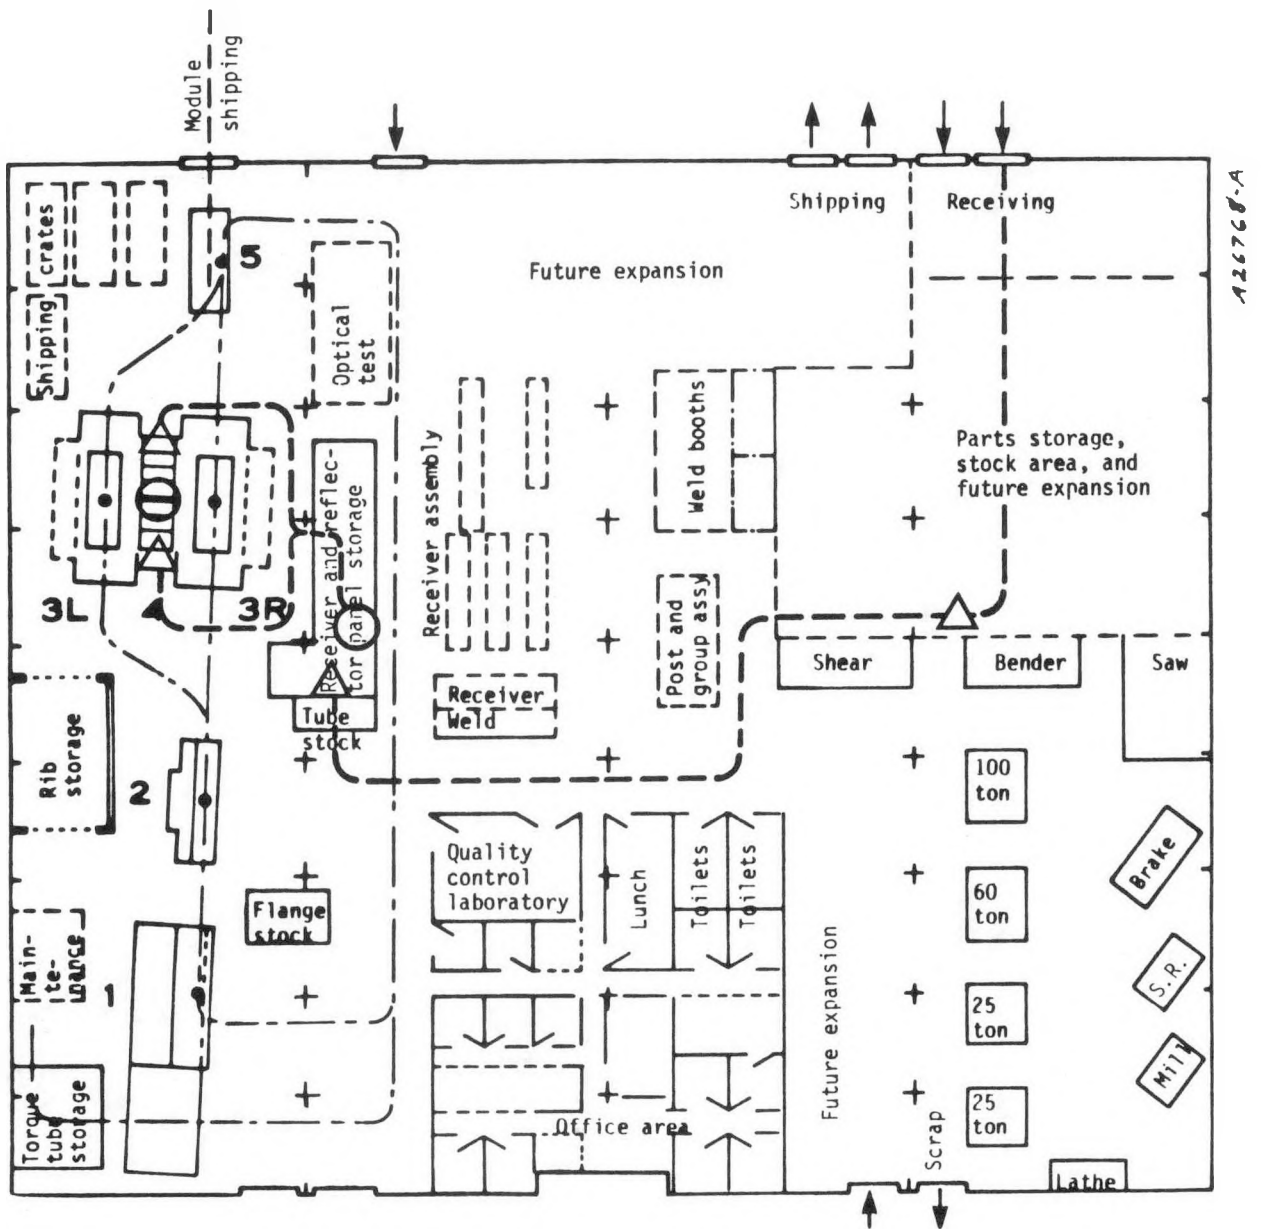 Module
shipping
A26768-A
Shipping
Receiving
crates
Shipping
5
Future expansion
Optical
test
Receiver assembly
Weld booths
Parts storage,
stock area, and
future expansion
Receiver and reflec-
tor panel storage
3L
4
3R
Post and
group assy
Shear
Bender
Saw
Tube
stock
Receiver
Weld
Rib
storage
2
100
ton
Brake
Quality
control
laboratory
Lunch
Toilets
Toilets
60
ton
Flange
stock
Main-
te-
nance
1
Future expansion
25
ton
S.R.
Mill
Torque
tube
storage
Office area
25
ton
Scrap
Lathe